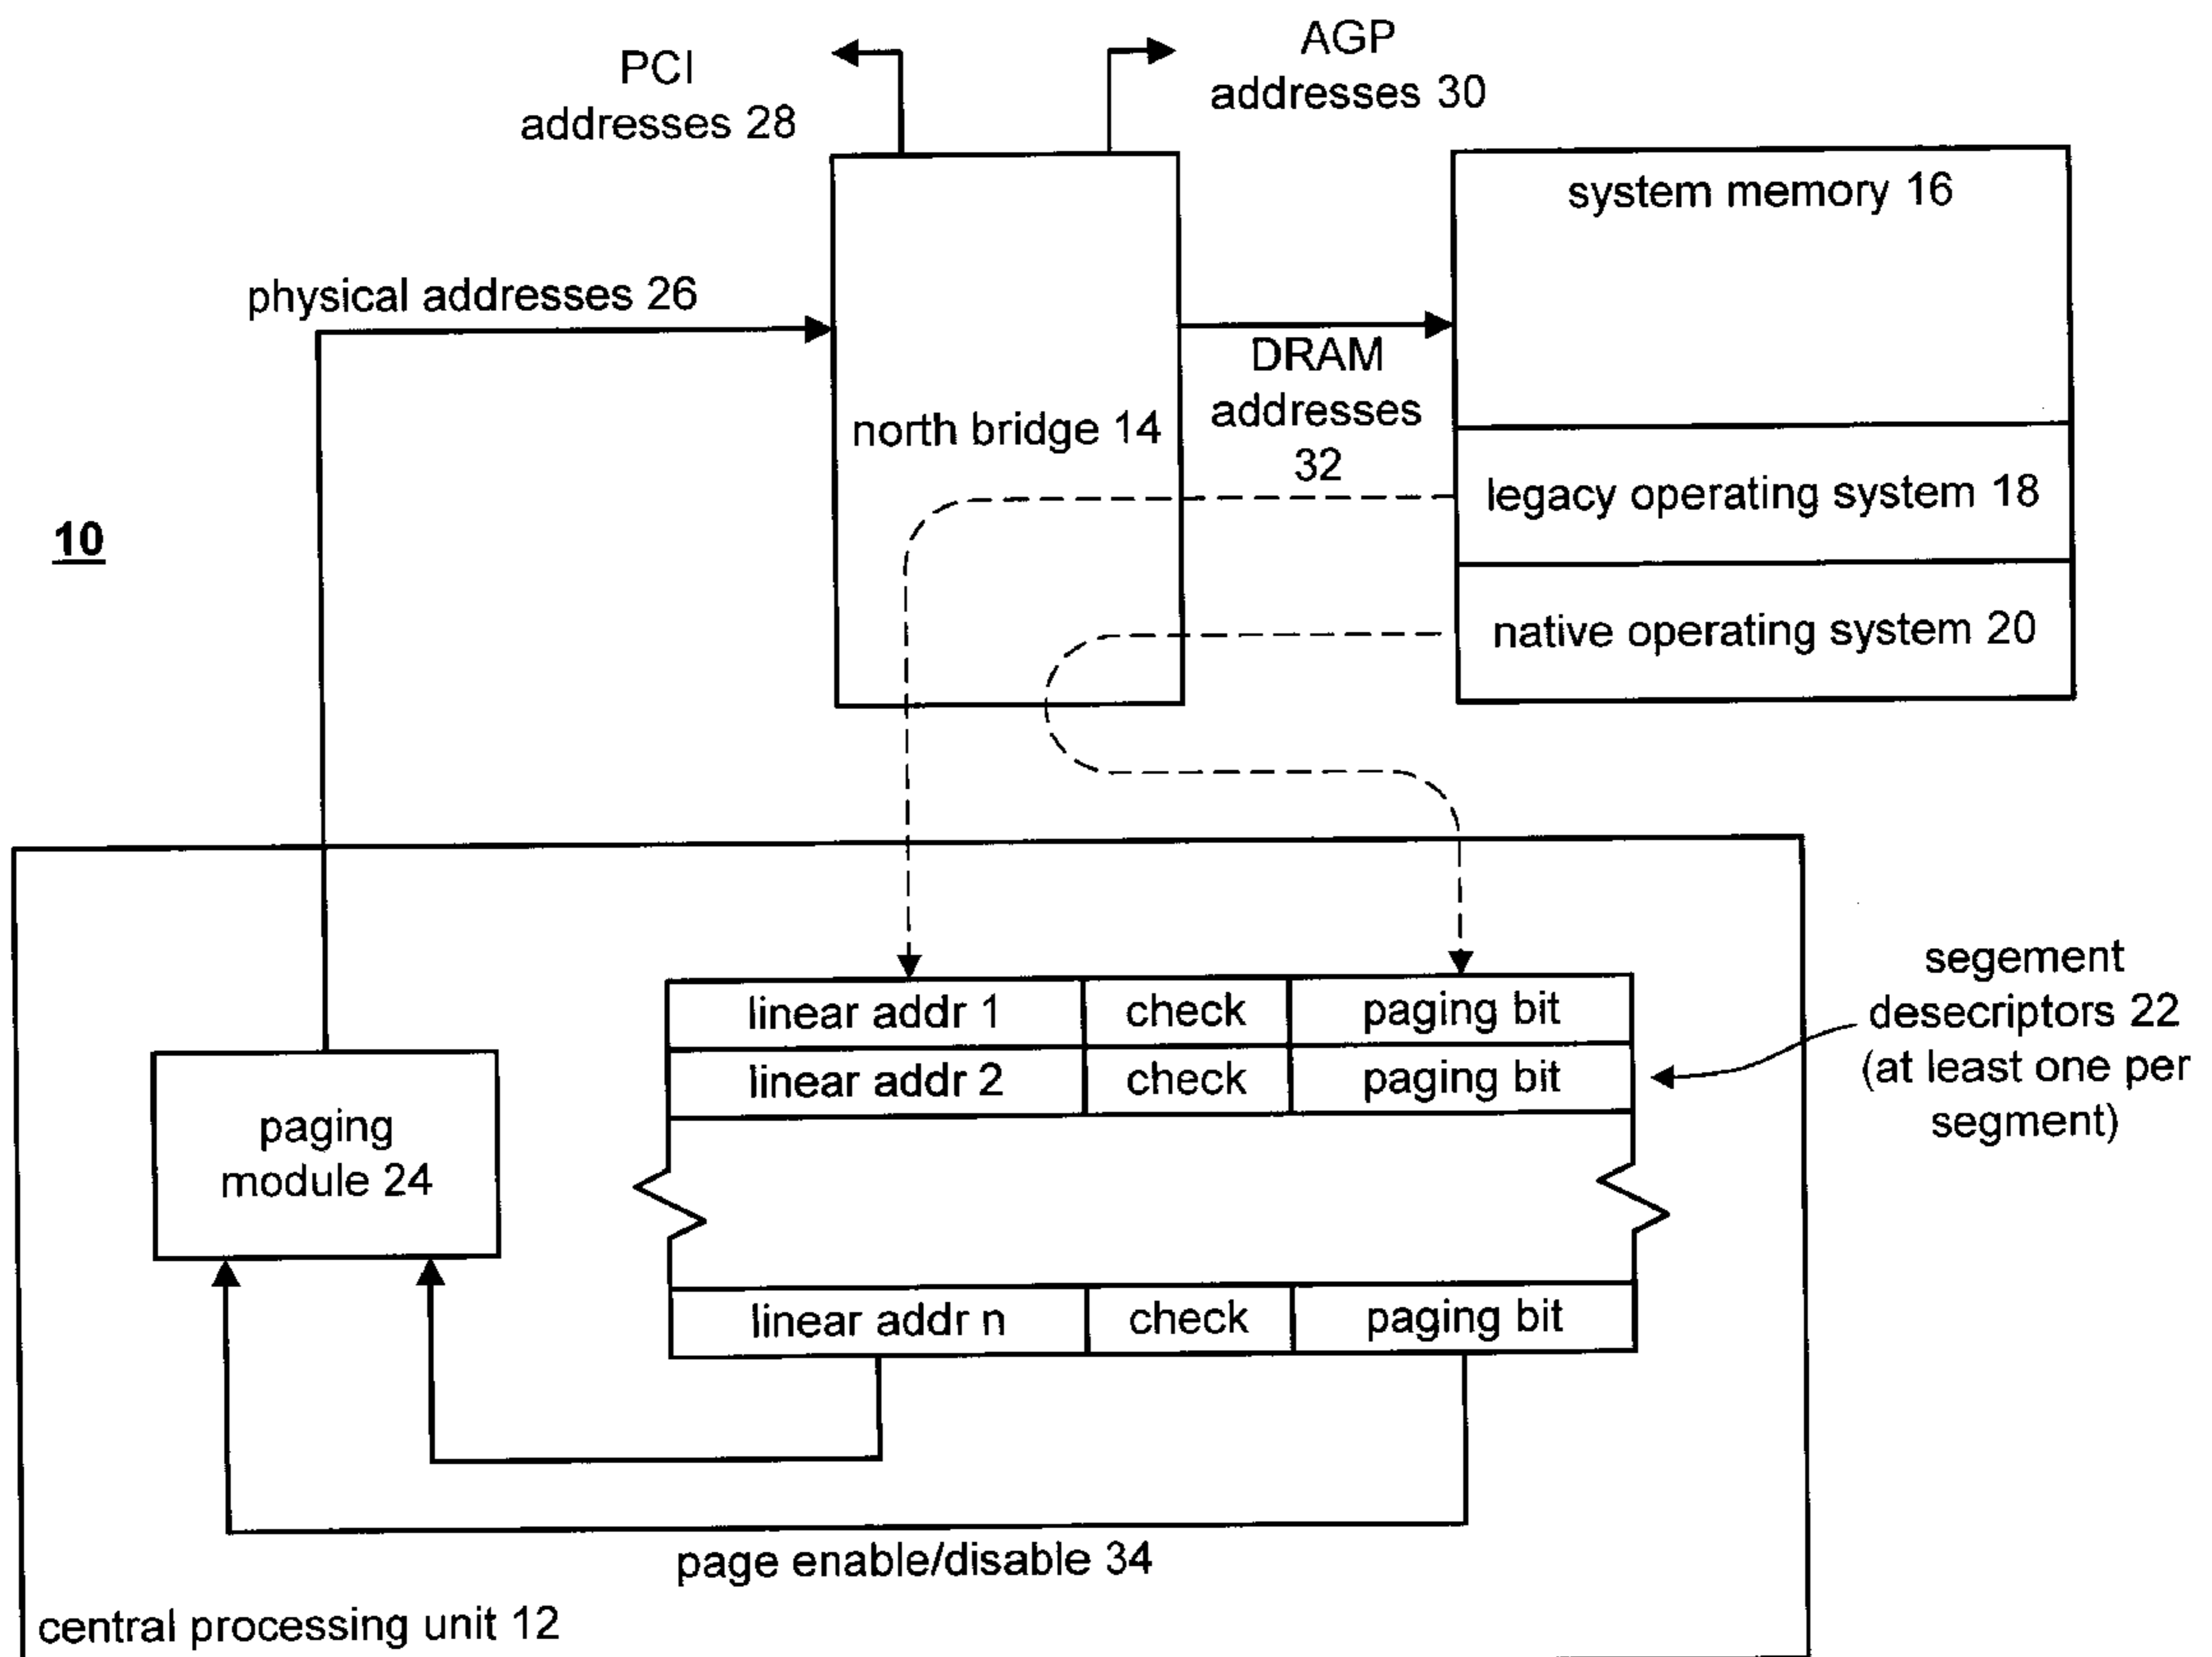 PCI
addresses 28
AGP
addresses 30
system memory 16
physical addresses 26
DRAM
addresses
32
north bridge 14
legacy operating system 18
10
native operating system 20
segement
desecriptors 22
(at least one per
segment)
linear addr 1 check paging bit
linear addr 2 check paging bit
paging
module 24
linear addr n check paging bit
page enable/disable 34
central processing unit 12